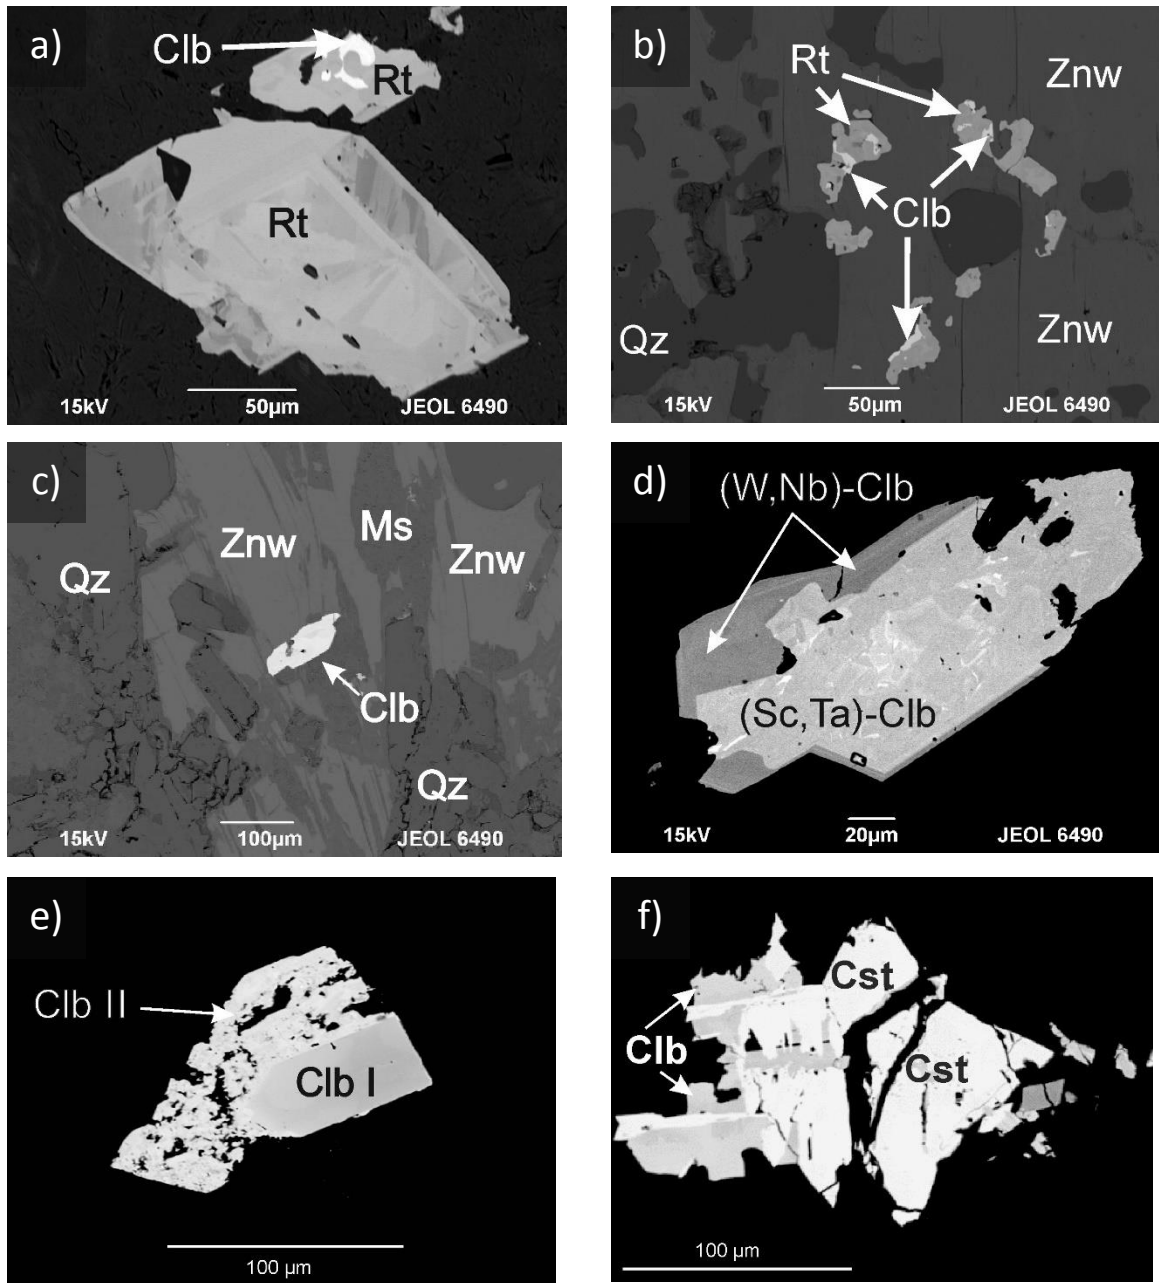 a)
Clb
Rt
Rt
15kV 50μm JEOL 6490
b)
Rt
Znw
Clb
Qz
Znw
15kV 50μm JEOL 6490
c)
Znw
Ms
Znw
Qz
Clb
Qz
15kV 100μm JEOL 6490
d)
(W,Nb)-Clb
(Sc,Ta)-Clb
15kV 20μm JEOL 6490
e)
Clb II
Clb I
100 μm
f)
Cst
Clb
Cst
100 μm